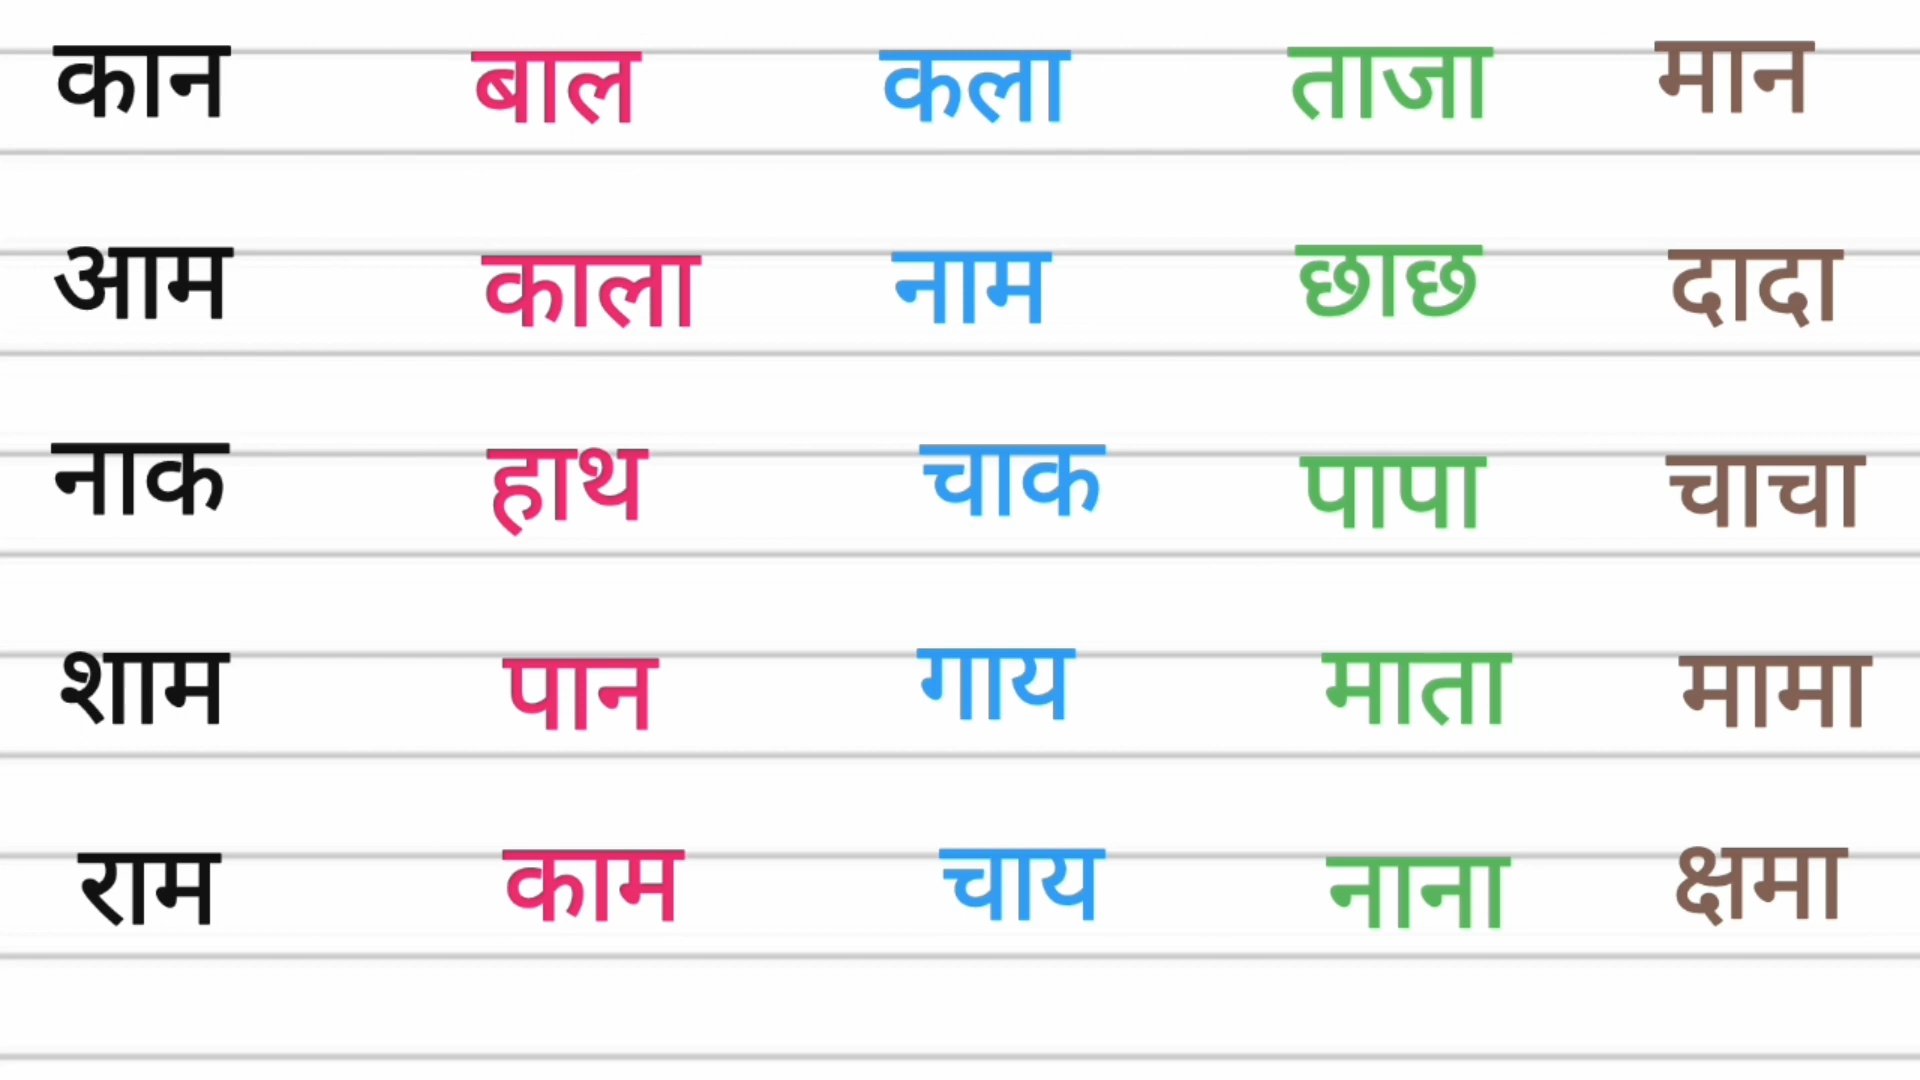 कान बाल कला ताजा मान
आम काला नाम छाछ दादा
नाक हाथ चाक पापा चाचा
शाम पान गाय माता मामा
राम काम चाय नाना क्षमा